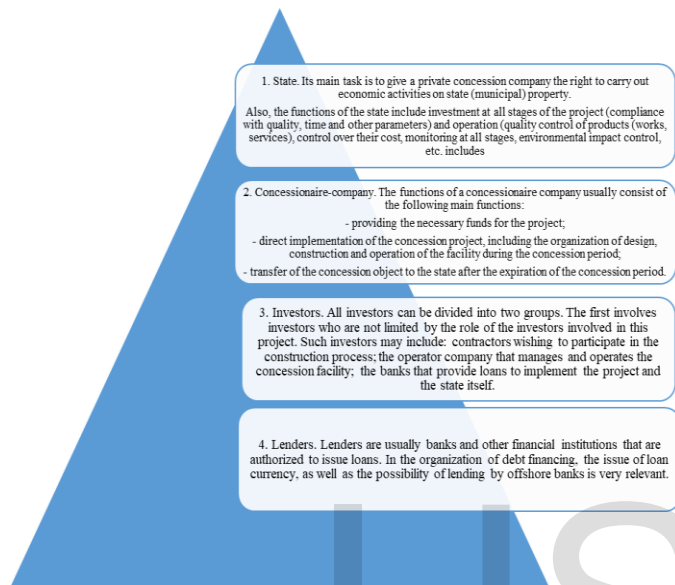 1. State. Its main task is to give a private concession company the right to carry out
economic activities on state (municipal) property.
Also, the functions of the state include investment at all stages of the project (compliance
with quality, time and other parameters) and operation (quality control of products (works,
services), control over their cost, monitoring at all stages, environmental impact control,
etc. includes
2. Concessionaire-company. The functions of a concessionaire company usually consist of
the following main functions:
- providing the necessary funds for the project;
- direct implementation of the concession project, including the organization of design,
construction and operation of the facility during the concession period;
- transfer of the concession object to the state after the expiration of the concession period.
3. Investors. All investors can be divided into two groups. The first involves
investors who are not limited by the role of the investors involved in this
project. Such investors may include: contractors wishing to participate in the
construction process; the operator company that manages and operates the
concession facility; the banks that provide loans to implement the project and
the state itself.
4. Lenders. Lenders are usually banks and other financial institutions that are
authorized to issue loans. In the organization of debt financing, the issue of loan
currency, as well as the possibility of lending by offshore banks is very relevant.